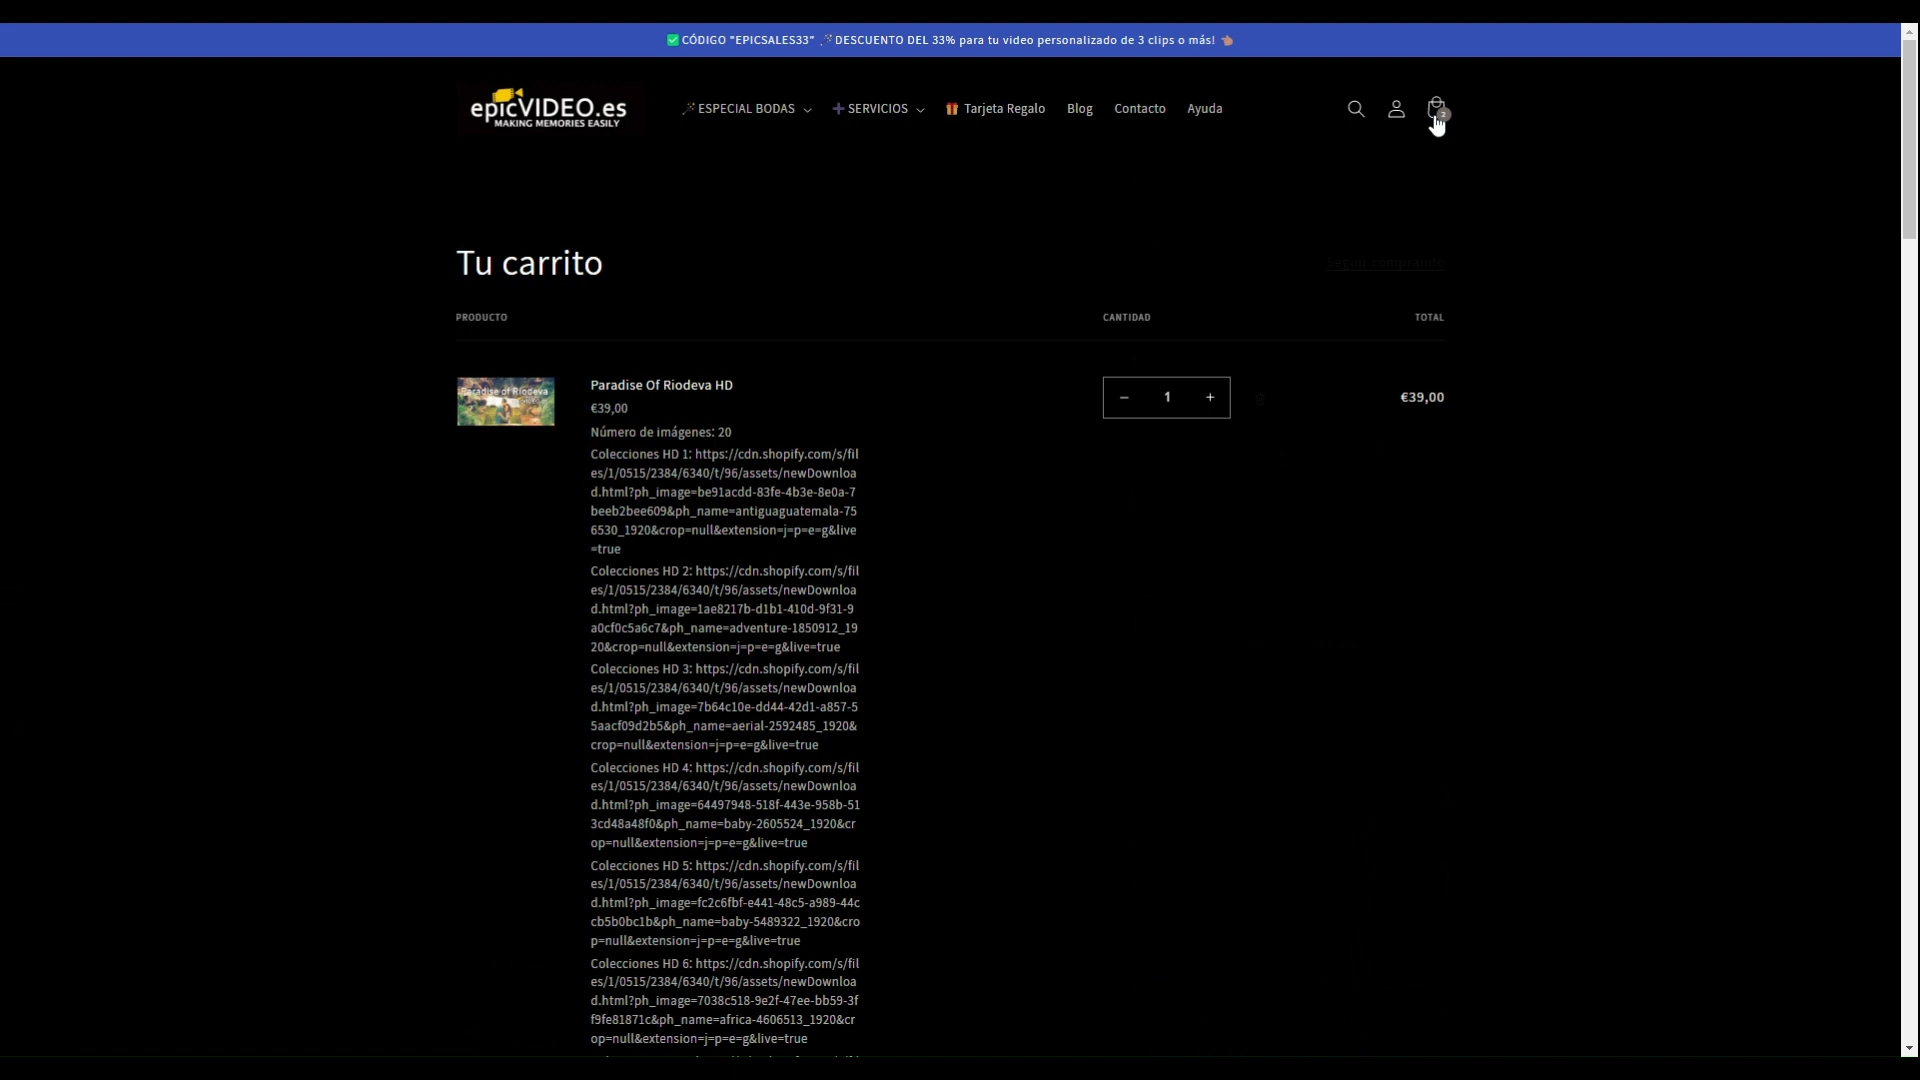 ✅ CÓDIGO "EPICSALES33" 🪄 DESCUENTO DEL 33% para tu video personalizado de 3 clips o más! 👈🏽
epicVIDEO.es
MAKING MEMORIES EASILY
🪄 ESPECIAL BODAS
➕ SERVICIOS
🎁 Tarjeta Regalo
Blog
Contacto
Ayuda
2
Tu carrito
Seguir comprando
PRODUCTO
CANTIDAD
TOTAL
Paradise of Riodeva
Paradise Of Riodeva HD
€39,00
− 1 +
€39,00
Número de imágenes: 20
Colecciones HD 1: https://cdn.shopify.com/s/fil
es/1/0515/2384/6340/t/96/assets/newDownloa
d.html?ph_image=be91acdd-83fe-4b3e-8e0a-7
beeb2bee609&ph_name=antiguaguatemala-75
6530_1920&crop=null&extension=j=p=e=g&live
=true
Colecciones HD 2: https://cdn.shopify.com/s/fil
es/1/0515/2384/6340/t/96/assets/newDownloa
d.html?ph_image=1ae8217b-d1b1-410d-9f31-9
a0cf0c5a6c7&ph_name=adventure-1850912_19
20&crop=null&extension=j=p=e=g&live=true
Colecciones HD 3: https://cdn.shopify.com/s/fil
es/1/0515/2384/6340/t/96/assets/newDownloa
d.html?ph_image=7b64c10e-dd44-42d1-a857-5
5aacf09d2b5&ph_name=aerial-2592485_1920&
crop=null&extension=j=p=e=g&live=true
Colecciones HD 4: https://cdn.shopify.com/s/fil
es/1/0515/2384/6340/t/96/assets/newDownloa
d.html?ph_image=64497948-518f-443e-958b-51
3cd48a48f0&ph_name=baby-2605524_1920&cr
op=null&extension=j=p=e=g&live=true
Colecciones HD 5: https://cdn.shopify.com/s/fil
es/1/0515/2384/6340/t/96/assets/newDownloa
d.html?ph_image=fc2c6fbf-e441-48c5-a989-44c
cb5b0bc1b&ph_name=baby-5489322_1920&cro
p=null&extension=j=p=e=g&live=true
Colecciones HD 6: https://cdn.shopify.com/s/fil
es/1/0515/2384/6340/t/96/assets/newDownloa
d.html?ph_image=7038c518-9e2f-47ee-bb59-3f
f9fe81871c&ph_name=africa-4606513_1920&cr
op=null&extension=j=p=e=g&live=true